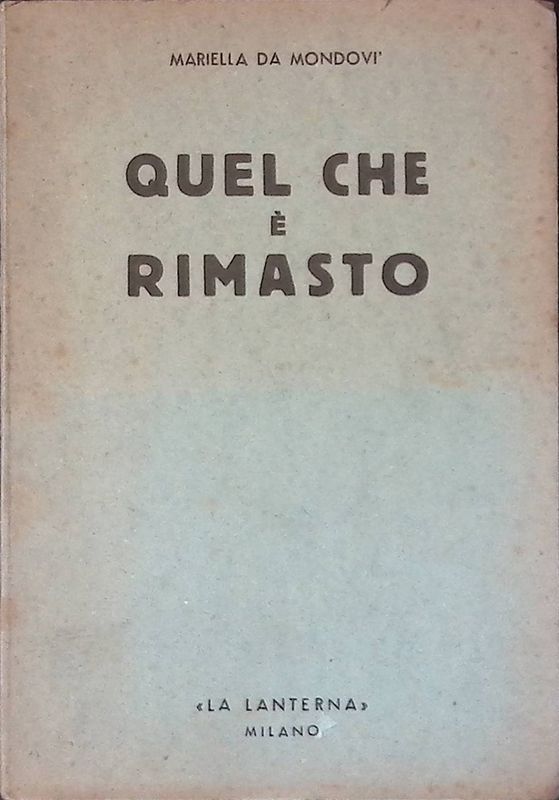 MARIELLA DA MONDOVI'
QUEL CHE
È
RIMASTO
«LA LANTERNA»
MILANO